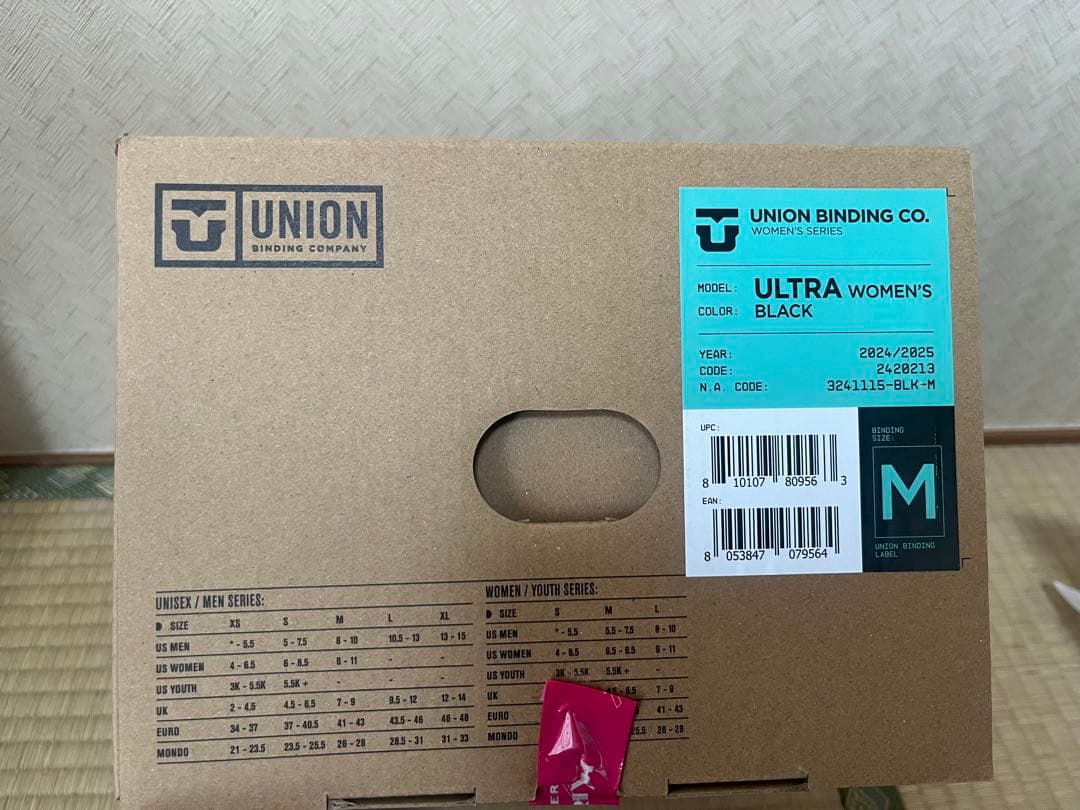 UNION
BINDING COMPANY
UNION BINDING CO.
WOMEN'S SERIES
MODEL: ULTRA WOMEN'S
COLOR: BLACK
YEAR: 2024/2025
CODE: 2420213
N.A. CODE: 3241115-BLK-M
UPC:
8 10107 80956 3
EAN:
8 053847 079564
BINDING
SIZE:
M
UNION BINDING
LABEL
UNISEX / MEN SERIES:
SIZE XS S M L XL
US MEN * - 5.5 5 - 7.5 8 - 10 10.5 - 13 13 - 15
US WOMEN 4 - 6.5 6 - 8.5 9 - 11 - -
US YOUTH 3K - 5.5K 5.5K + - - -
UK 2 - 4.5 4.5 - 6.5 7 - 9 9.5 - 12 12 - 14
EURO 34 - 37 37 - 40.5 41 - 43 43.5 - 46 46 - 48
MONDO 21 - 23.5 23.5 - 25.5 26 - 28 28.5 - 31 31 - 33
WOMEN / YOUTH SERIES:
SIZE S M L
US MEN * - 5.5 5.5 - 7.5 8 - 10
US WOMEN 4 - 6.5 6.5 - 8.5 9 - 11
US YOUTH 3K - 5.5K 5.5K + -
UK 7 - 9
EURO 41 - 43
MONDO 26 - 28